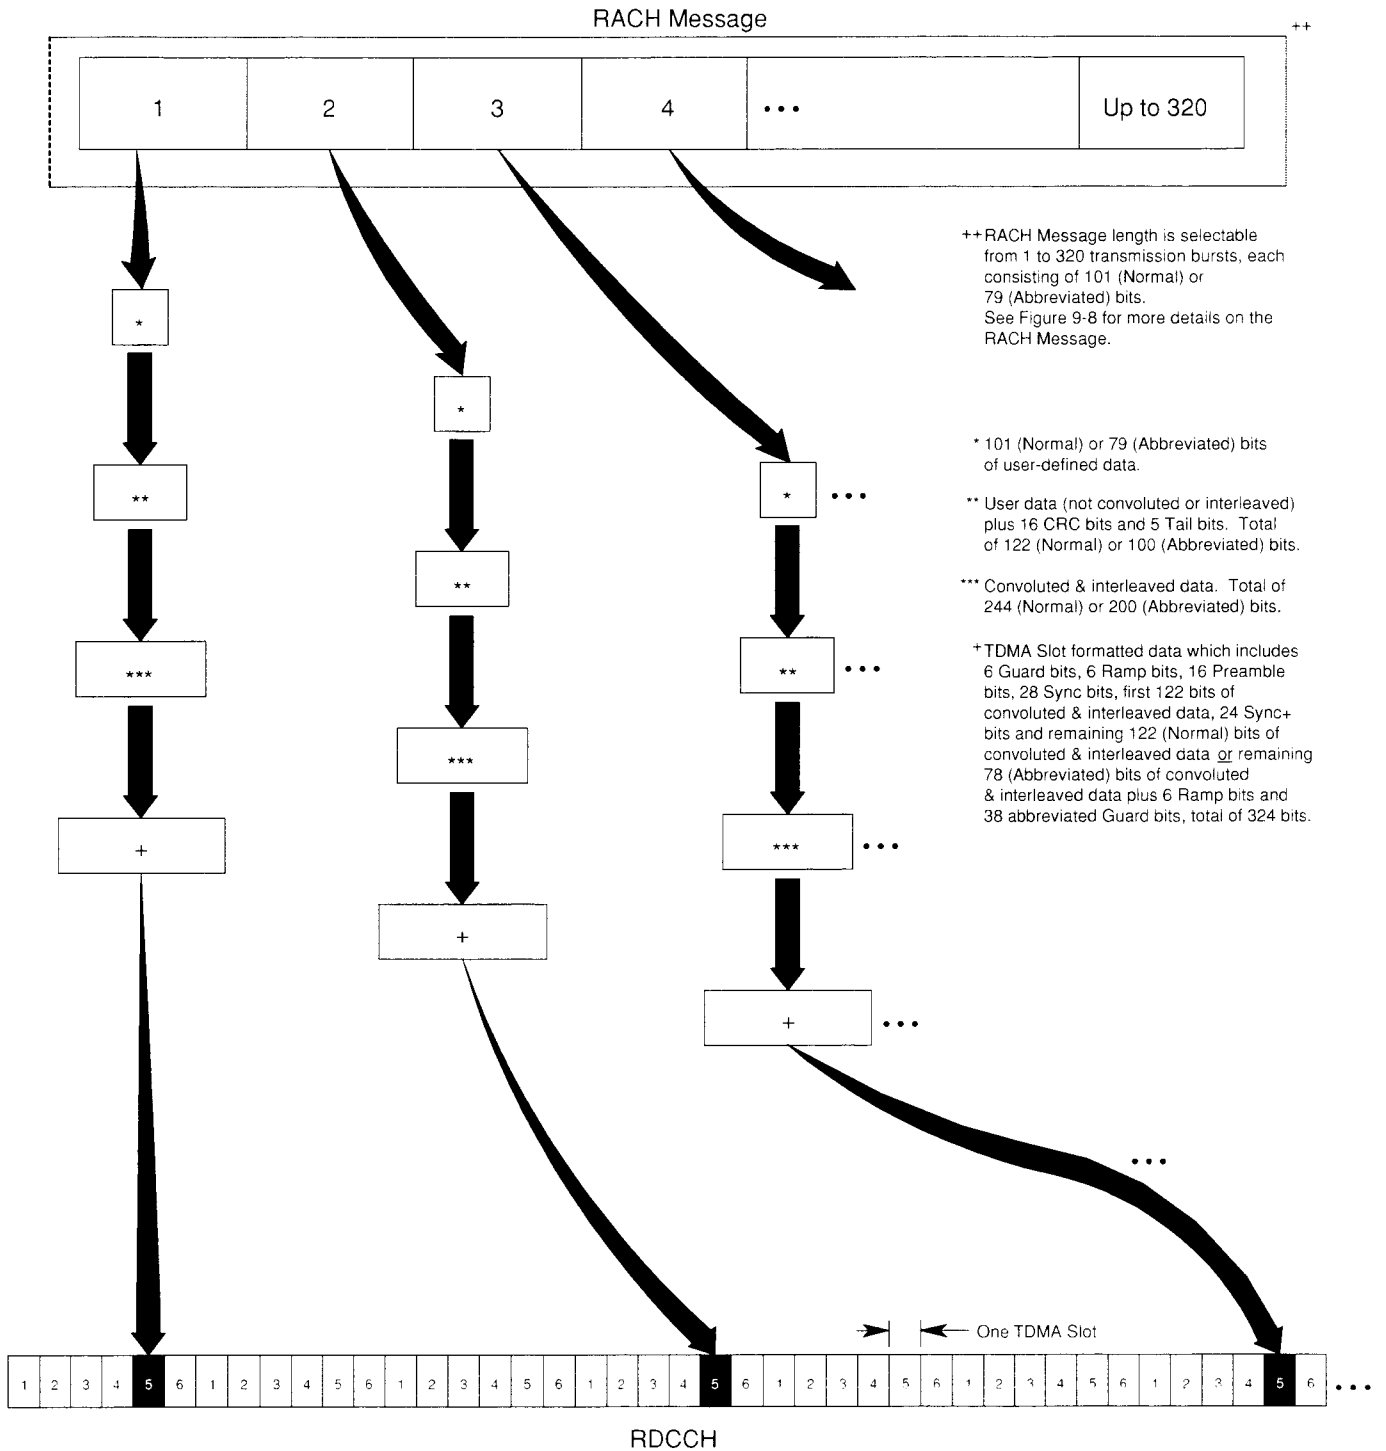 RACH Message
++
1 2 3 4 • • • Up to 320
++ RACH Message length is selectable
from 1 to 320 transmission bursts, each
consisting of 101 (Normal) or
79 (Abbreviated) bits.
See Figure 9-8 for more details on the
RACH Message.
*
*
* • • •
* 101 (Normal) or 79 (Abbreviated) bits
of user-defined data.
** User data (not convoluted or interleaved)
plus 16 CRC bits and 5 Tail bits. Total
of 122 (Normal) or 100 (Abbreviated) bits.
*** Convoluted & interleaved data. Total of
244 (Normal) or 200 (Abbreviated) bits.
+ TDMA Slot formatted data which includes
6 Guard bits, 6 Ramp bits, 16 Preamble
bits, 28 Sync bits, first 122 bits of
convoluted & interleaved data, 24 Sync+
bits and remaining 122 (Normal) bits of
convoluted & interleaved data or remaining
78 (Abbreviated) bits of convoluted
& interleaved data plus 6 Ramp bits and
38 abbreviated Guard bits, total of 324 bits.
**
**
** • • •
***
***
*** • • •
+
+
+ • • •
• • •
One TDMA Slot
1 2 3 4 5 6 1 2 3 4 5 6 1 2 3 4 5 6 1 2 3 4 5 6 1 2 3 4 5 6 1 2 3 4 5 6 1 2 3 4 5 6 • • •
RDCCH